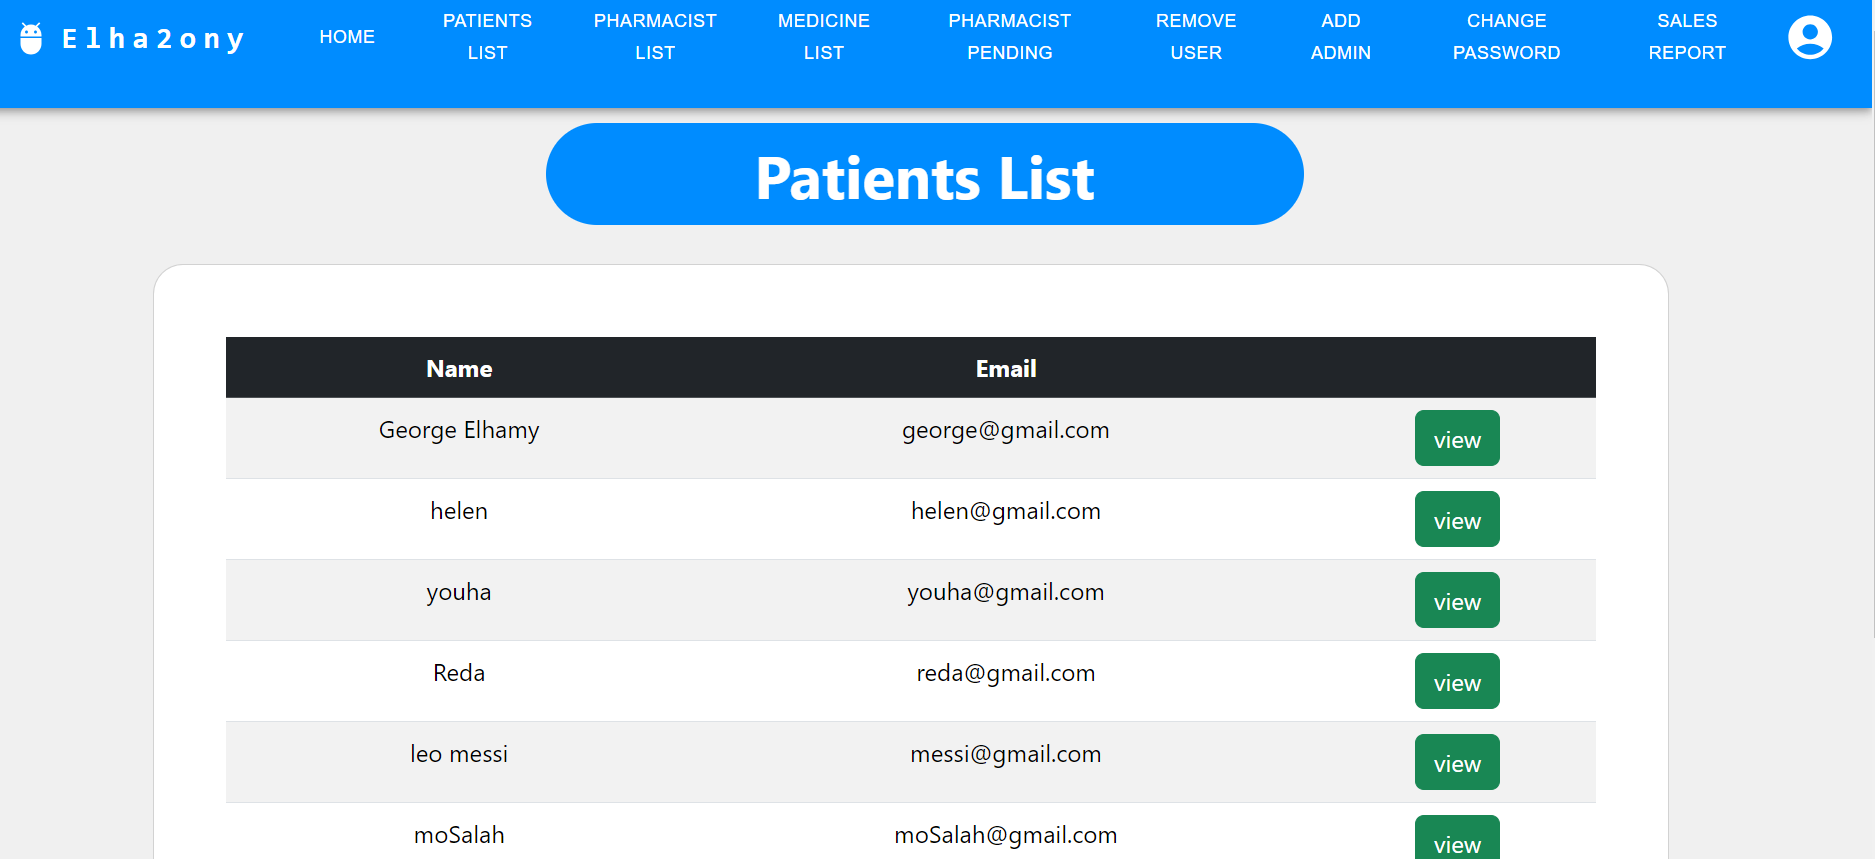 Elha2ony
HOME
PATIENTS
LIST
PHARMACIST
LIST
MEDICINE
LIST
PHARMACIST
PENDING
REMOVE
USER
ADD
ADMIN
CHANGE
PASSWORD
SALES
REPORT
Patients List
Name Email
George Elhamy george@gmail.com view
helen helen@gmail.com view
youha youha@gmail.com view
Reda reda@gmail.com view
leo messi messi@gmail.com view
moSalah moSalah@gmail.com view